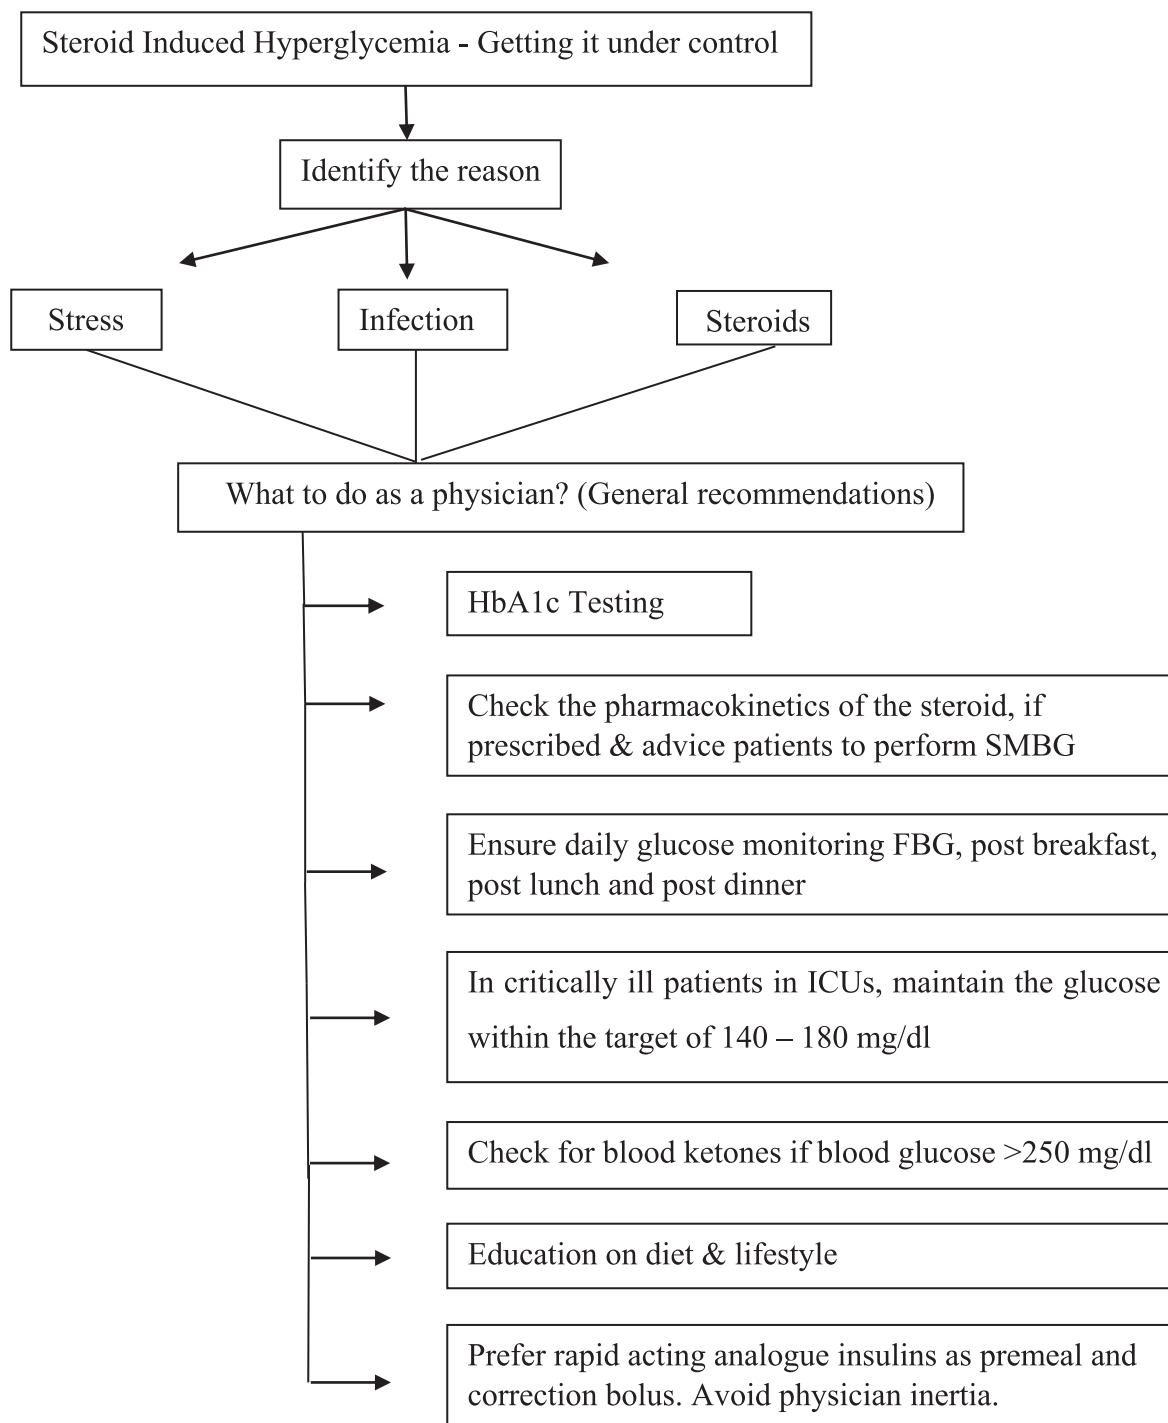 Steroid Induced Hyperglycemia - Getting it under control
Identify the reason
Stress
Infection
Steroids
What to do as a physician? (General recommendations)
HbA1c Testing
Check the pharmacokinetics of the steroid, if
prescribed & advice patients to perform SMBG
Ensure daily glucose monitoring FBG, post breakfast,
post lunch and post dinner
In critically ill patients in ICUs, maintain the glucose
within the target of 140 – 180 mg/dl
Check for blood ketones if blood glucose >250 mg/dl
Education on diet & lifestyle
Prefer rapid acting analogue insulins as premeal and
correction bolus. Avoid physician inertia.